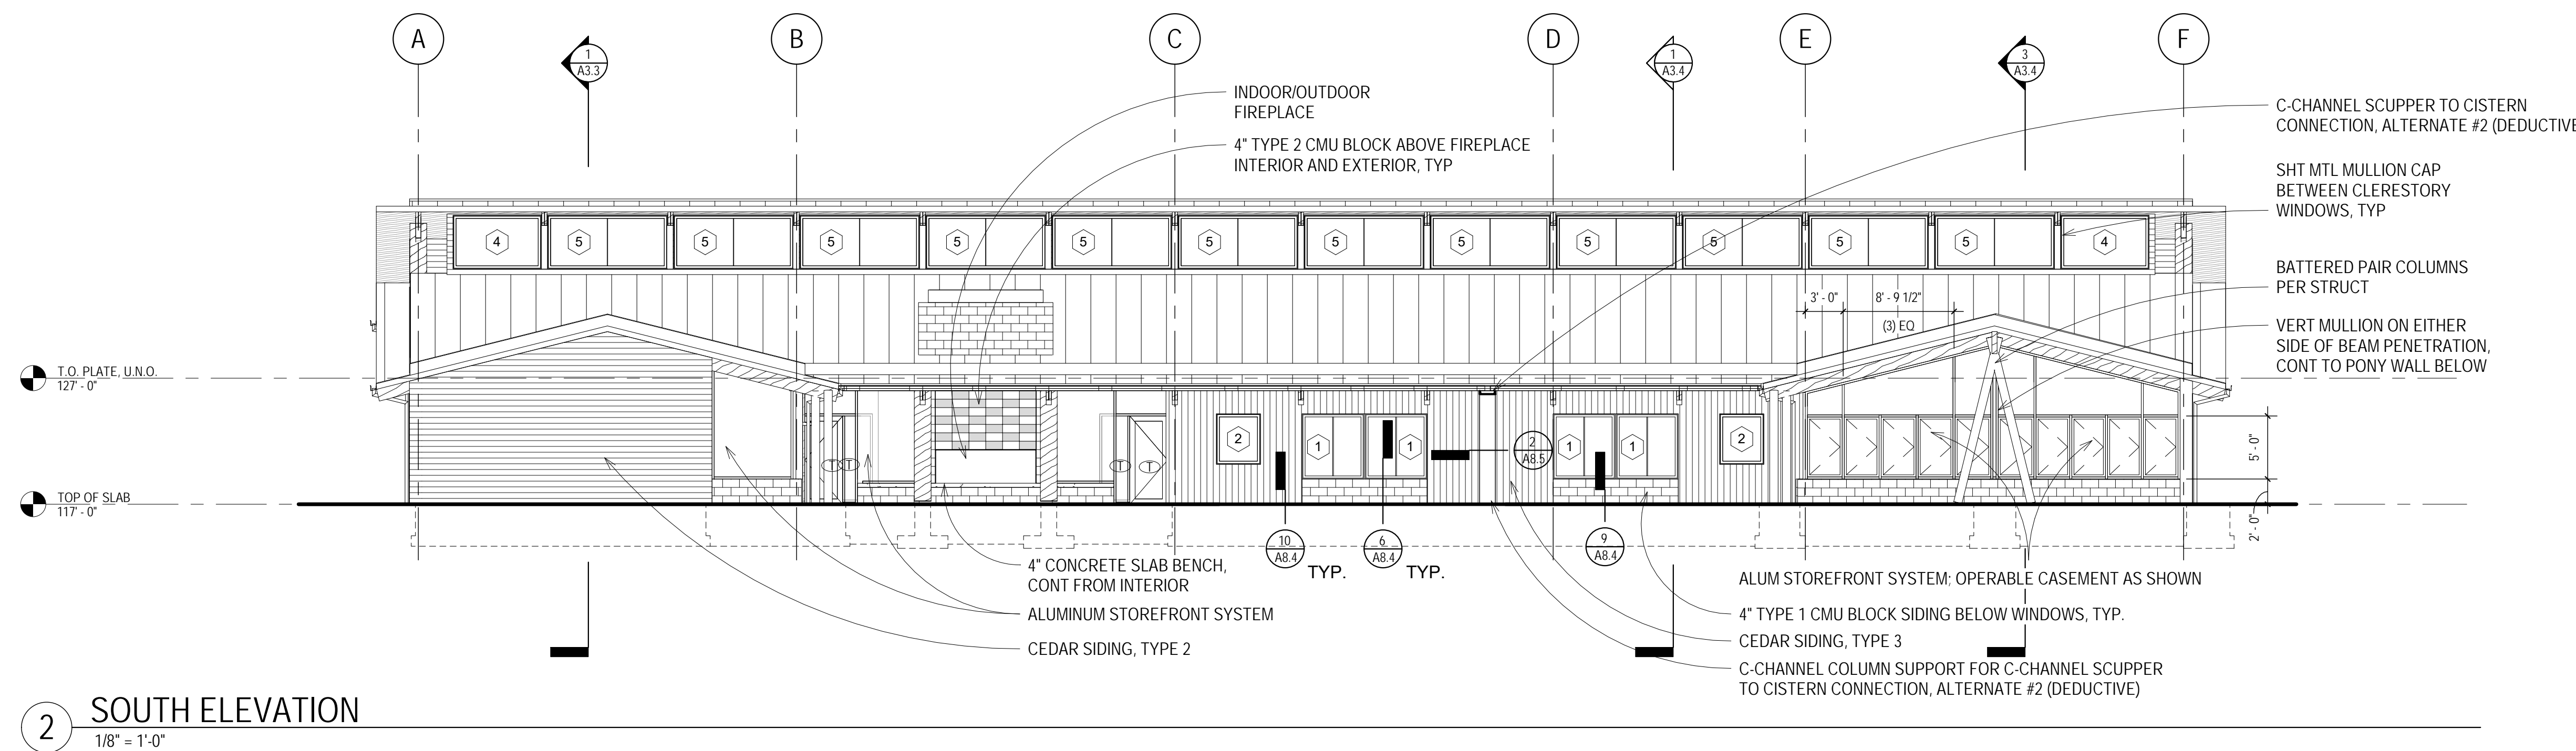 A
B
C
D
E
F
1
A3.3
1
A3.4
3
A3.4
INDOOR/OUTDOOR
FIREPLACE
4" TYPE 2 CMU BLOCK ABOVE FIREPLACE
INTERIOR AND EXTERIOR, TYP
C-CHANNEL SCUPPER TO CISTERN
CONNECTION, ALTERNATE #2 (DEDUCTIVE
SHT MTL MULLION CAP
BETWEEN CLERESTORY
WINDOWS, TYP
BATTERED PAIR COLUMNS
PER STRUCT
VERT MULLION ON EITHER
SIDE OF BEAM PENETRATION,
CONT TO PONY WALL BELOW
4
5
5
5
5
5
5
5
5
5
5
5
5
4
3' - 0"
8' - 9 1/2"
(3) EQ
T.O. PLATE, U.N.O.
127' - 0"
TOP OF SLAB
117' - 0"
T
T
T
T
2
1
1
2
A8.5
1
1
2
5' - 0"
2' - 0"
10
A8.4
TYP.
6
A8.4
TYP.
9
A8.4
4" CONCRETE SLAB BENCH,
CONT FROM INTERIOR
ALUMINUM STOREFRONT SYSTEM
CEDAR SIDING, TYPE 2
ALUM STOREFRONT SYSTEM; OPERABLE CASEMENT AS SHOWN
4" TYPE 1 CMU BLOCK SIDING BELOW WINDOWS, TYP.
CEDAR SIDING, TYPE 3
C-CHANNEL COLUMN SUPPORT FOR C-CHANNEL SCUPPER
TO CISTERN CONNECTION, ALTERNATE #2 (DEDUCTIVE)
2
SOUTH ELEVATION
1/8" = 1'-0"